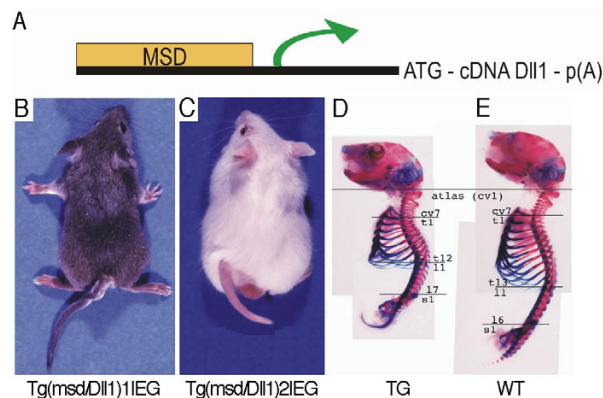 A
MSD
ATG - cDNA Dll1 - p(A)
B
C
D
E
atlas (cv1)
cv7
t1
cv7
t1
t12
l1
t13
l1
l7
s1
l6
s1
Tg(msd/Dll1)1IEG
Tg(msd/Dll1)2IEG
TG
WT